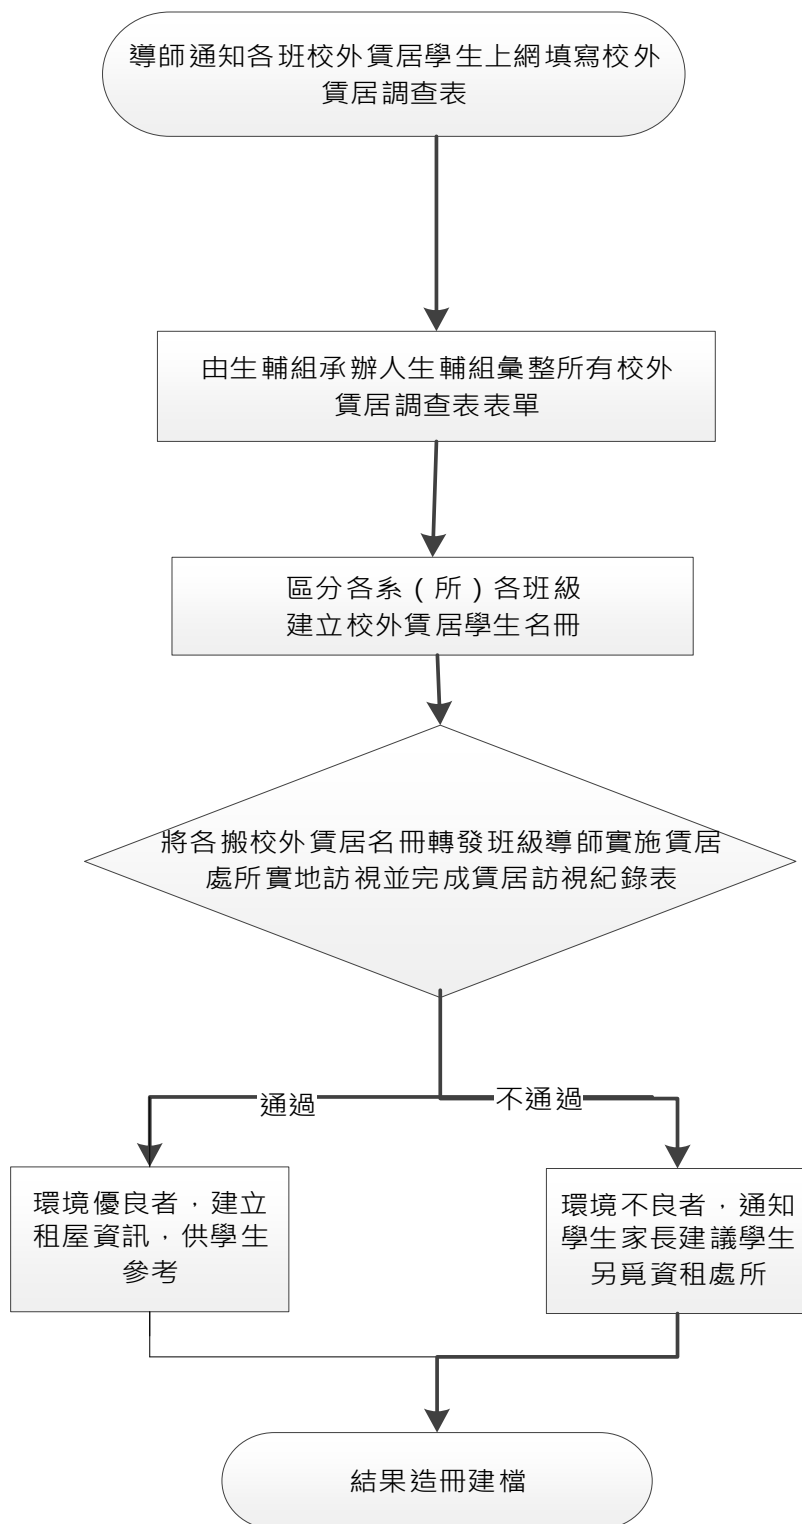 導師通知各班校外賃居學生上網填寫校外
賃居調查表
由生輔組承辦人生輔組彙整所有校外
賃居調查表表單
區分各系（所）各班級
建立校外賃居學生名冊
將各搬校外賃居名冊轉發班級導師實施賃居
處所實地訪視並完成賃居訪視紀錄表
通過
不通過
環境優良者，建立
租屋資訊，供學生
參考
環境不良者，通知
學生家長建議學生
另覓資租處所
結果造冊建檔